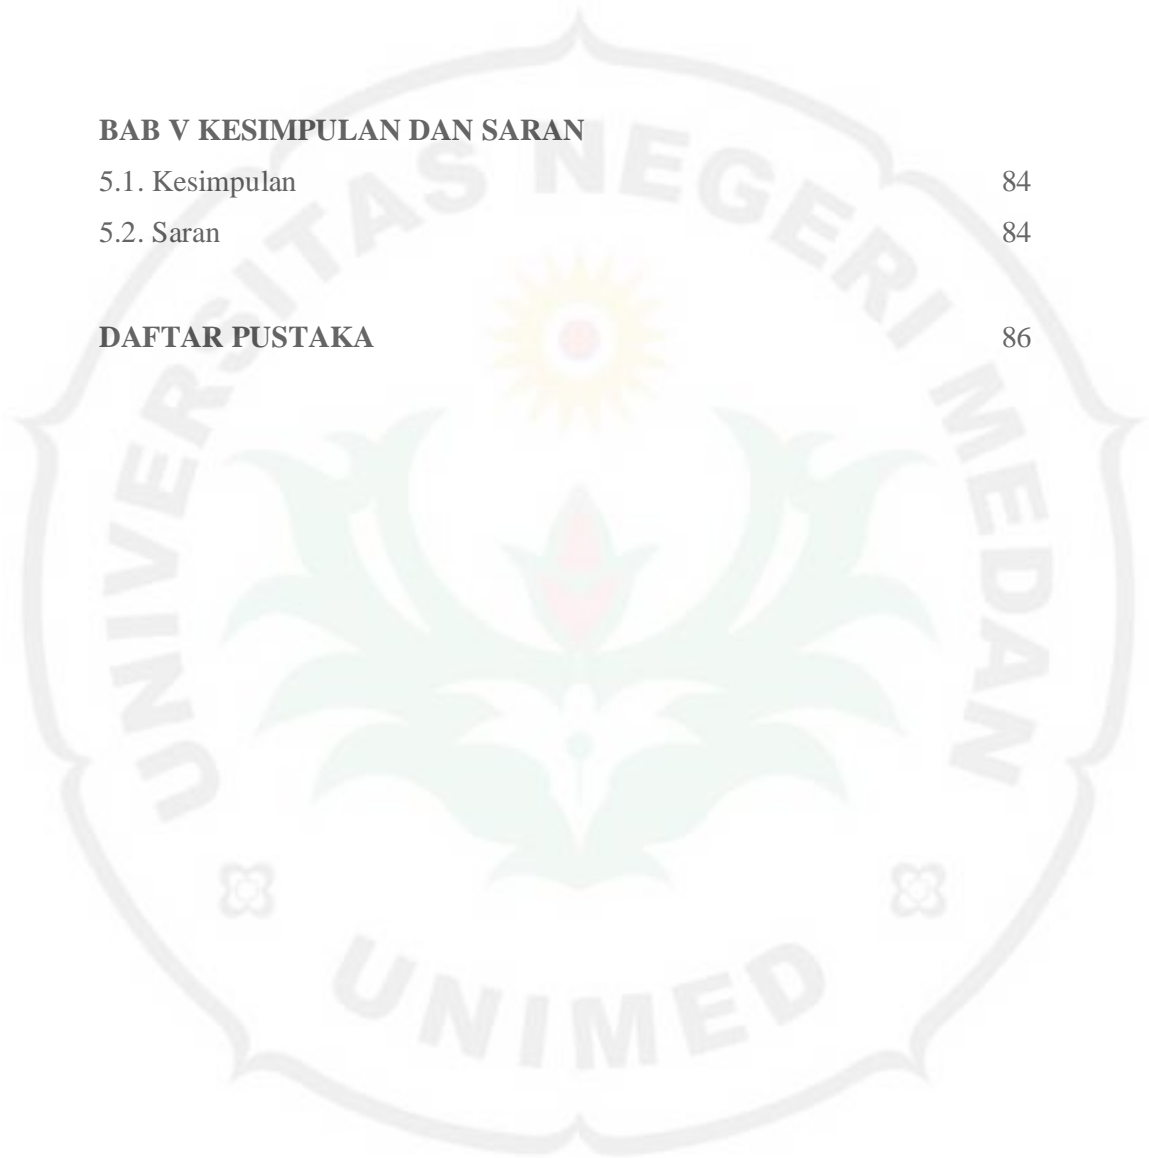 BAB V KESIMPULAN DAN SARAN
5.1. Kesimpulan 84
5.2. Saran 84
DAFTAR PUSTAKA 86
UNIVERSITAS NEGERI MEDAN
UNIMED